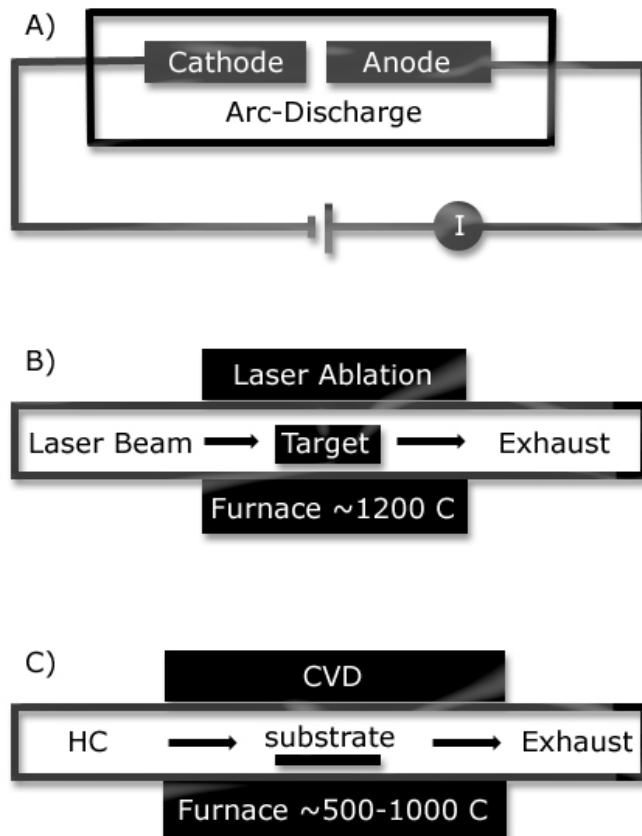 A)
Cathode Anode
Arc-Discharge
I
B)
Laser Ablation
Laser Beam Target Exhaust
Furnace ~1200 C
C)
CVD
HC substrate Exhaust
Furnace ~500-1000 C